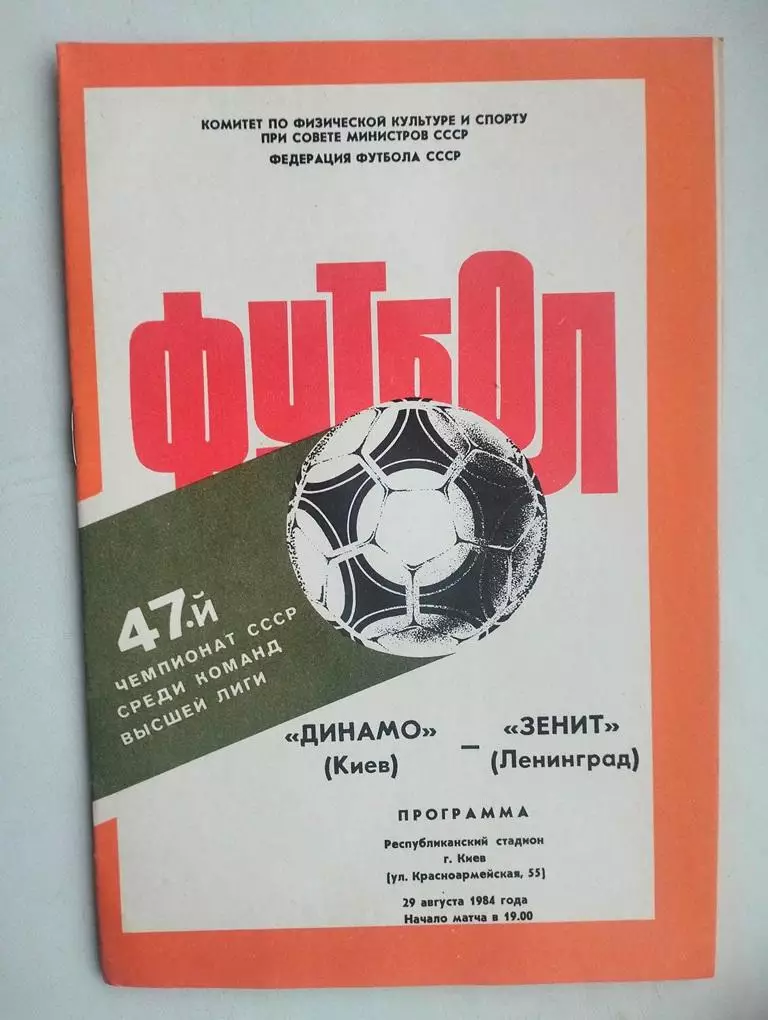 КОМИТЕТ ПО ФИЗИЧЕСКОЙ КУЛЬТУРЕ И СПОРТУ
ПРИ СОВЕТЕ МИНИСТРОВ СССР
ФЕДЕРАЦИЯ ФУТБОЛА СССР
ФУТБОЛ
47-Й
ЧЕМПИОНАТ СССР
СРЕДИ КОМАНД
ВЫСШЕЙ ЛИГИ
«ДИНАМО» – «ЗЕНИТ»
(Киев) (Ленинград)
ПРОГРАММА
Республиканский стадион
г. Киев
(ул. Красноармейская, 55)
29 августа 1984 года
Начало матча в 19.00